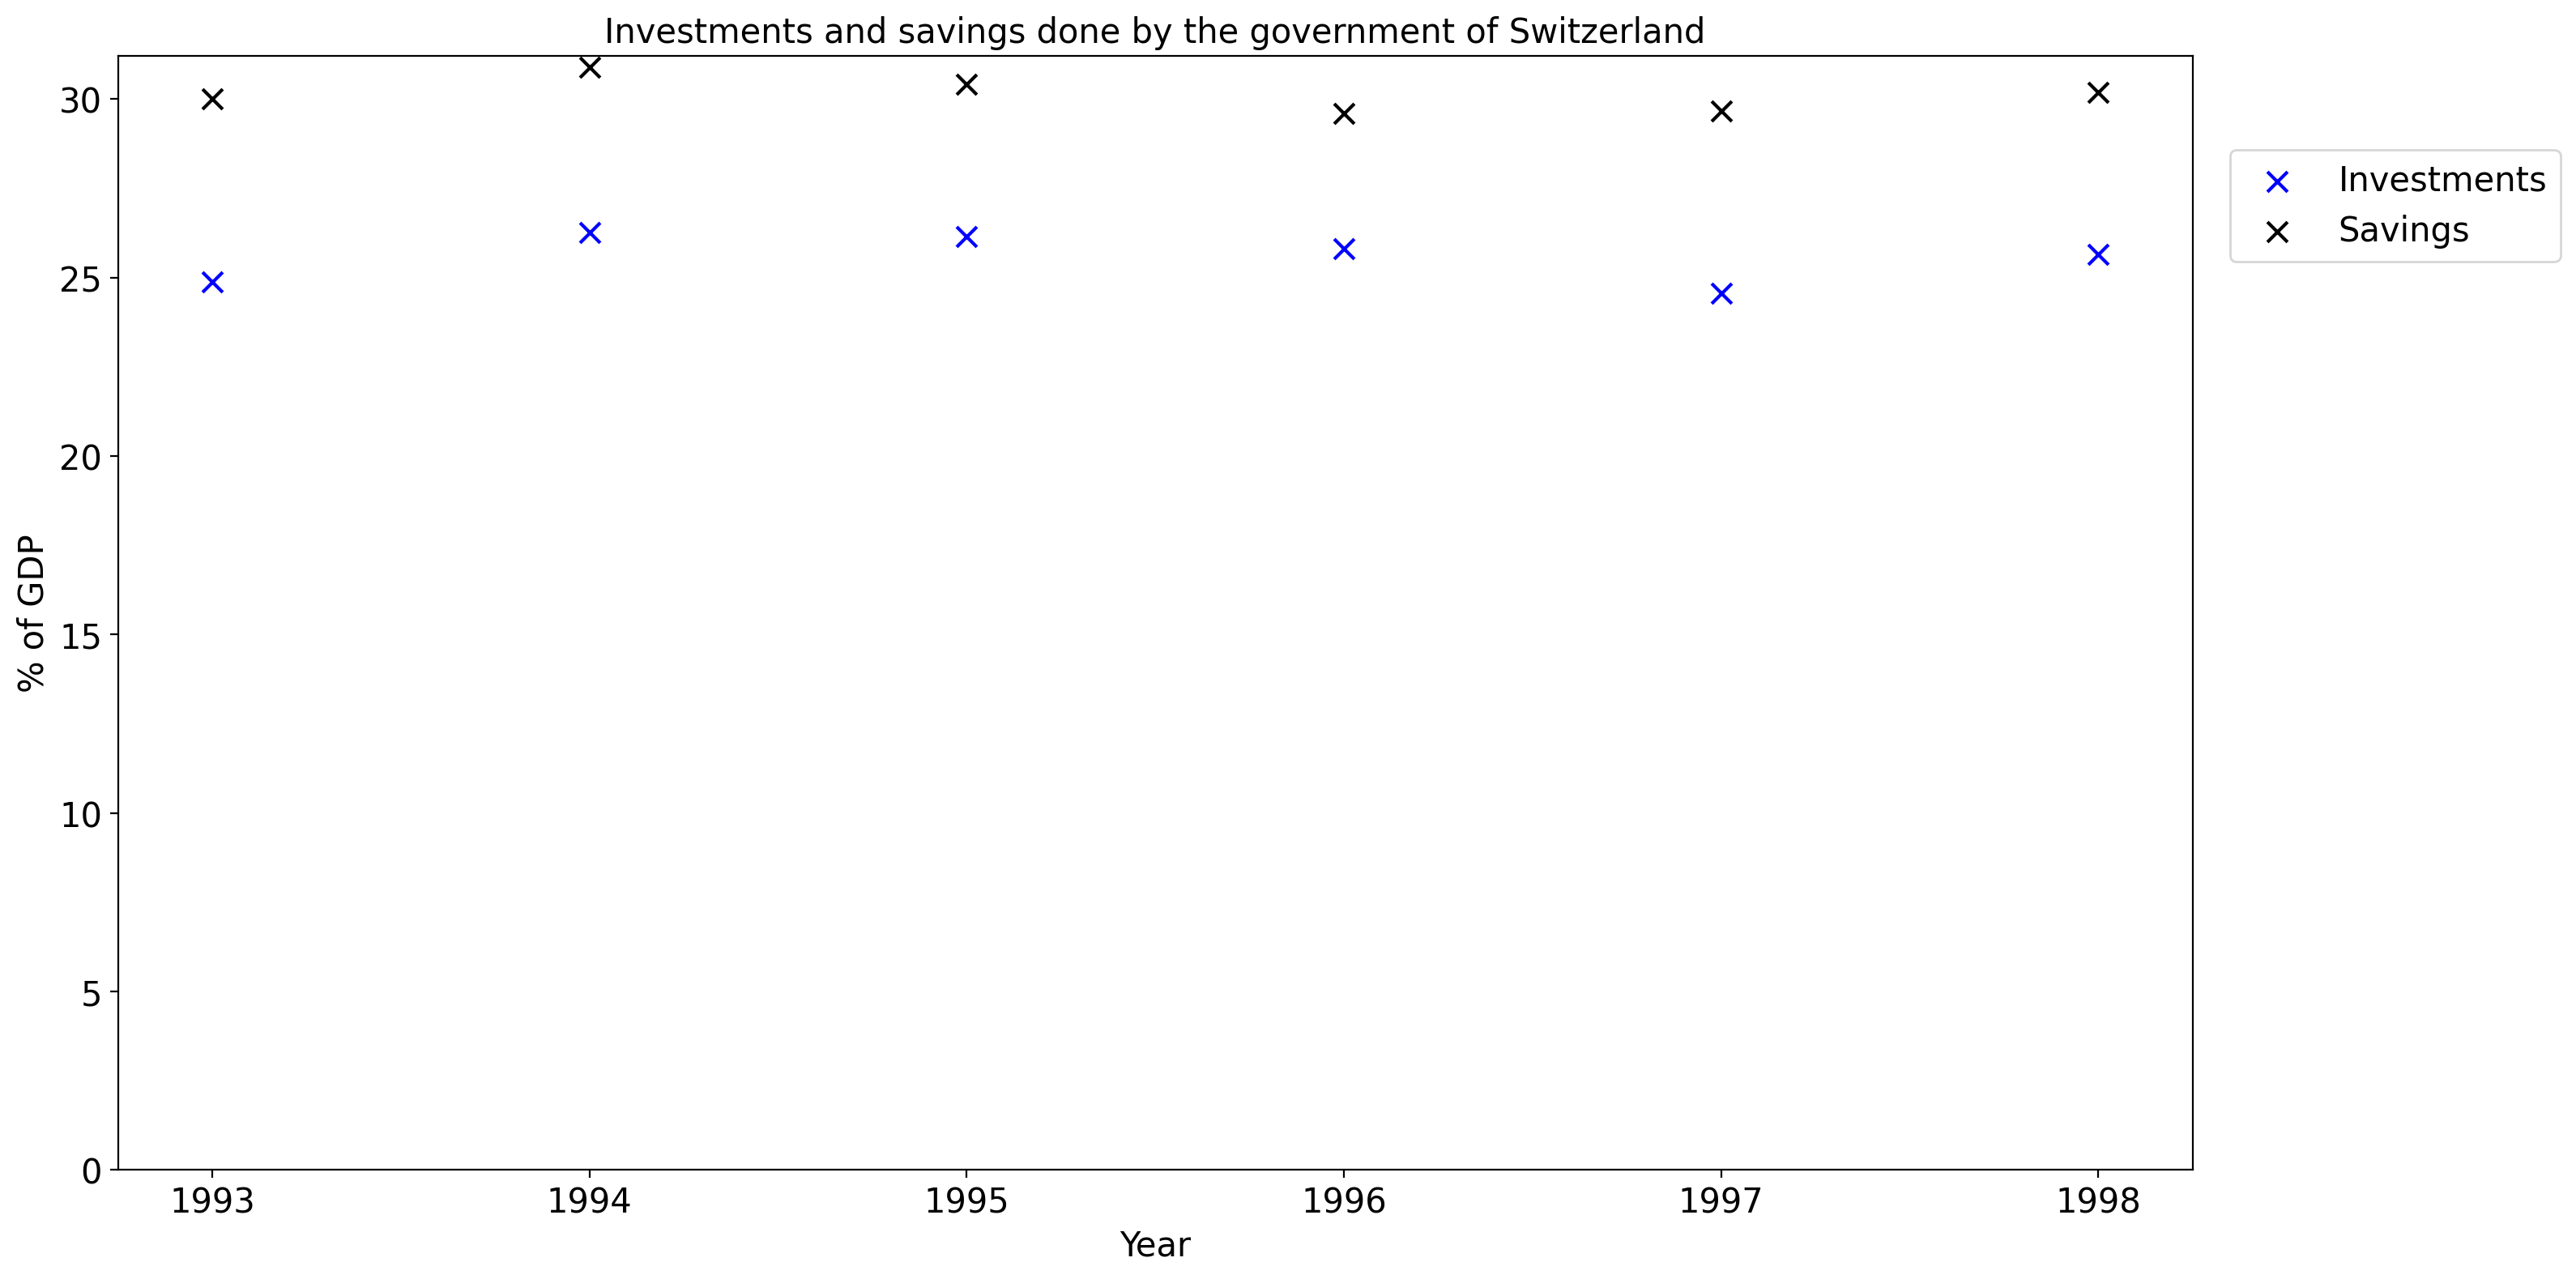 Investments and savings done by the government of Switzerland
30
25
20
15
10
5
0
% of GDP
1993 1994 1995 1996 1997 1998
Year
Investments
Savings